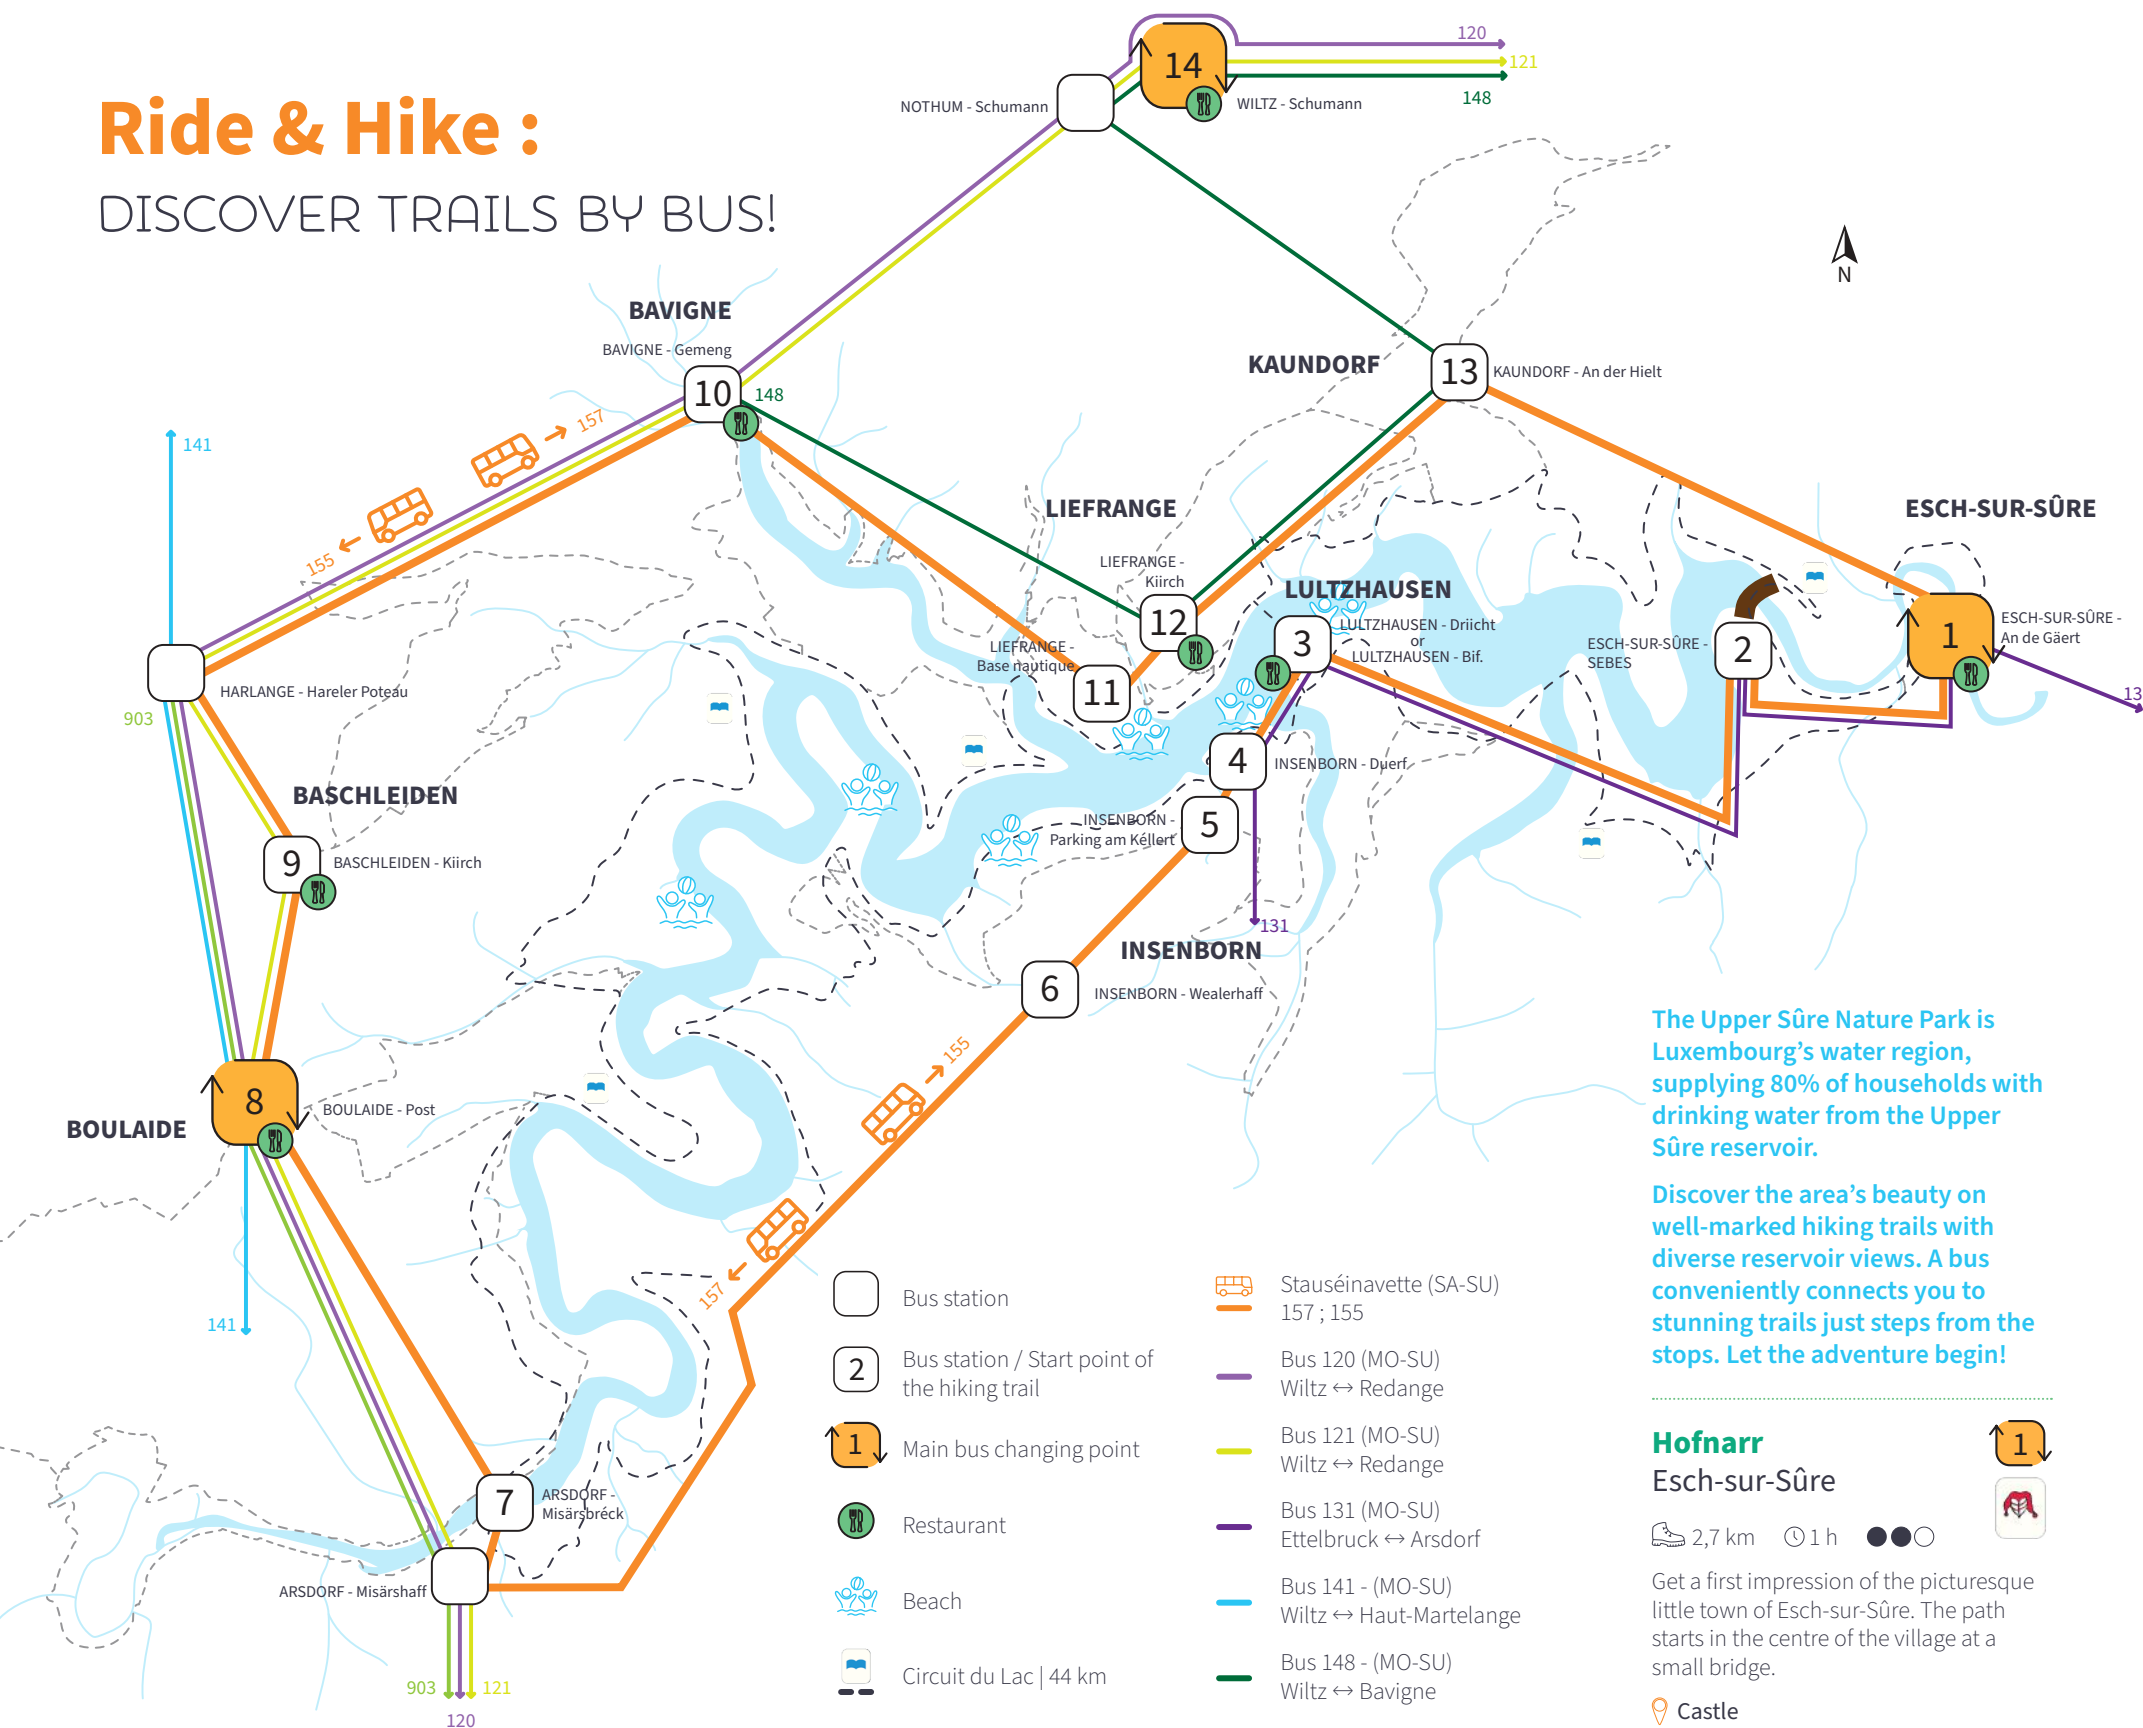 Ride & Hike :
DISCOVER TRAILS BY BUS!
120
121
148
14
NOTHUM - Schumann
WILTZ - Schumann
N
BAVIGNE
BAVIGNE - Gemeng
10
148
KAUNDORF
13
KAUNDORF - An der Hielt
157
155
141
LIEFRANGE
LIEFRANGE -
Kiirch
12
LIEFRANGE -
Base nautique
11
ESCH-SUR-SÛRE
LULTZHAUSEN
3
LULTZHAUSEN - Driicht
or
LULTZHAUSEN - Bif.
ESCH-SUR-SÛRE -
SEBES
2
1
ESCH-SUR-SÛRE -
An de Gäert
13
HARLANGE - Hareler Poteau
903
4
INSENBORN - Duerf
5
INSENBORN -
Parking am Kéllert
131
BASCHLEIDEN
9
BASCHLEIDEN - Kiirch
INSENBORN
6
INSENBORN - Wealerhaff
155
157
8
BOULAIDE
BOULAIDE - Post
141
7
ARSDORF -
Misärsbréck
ARSDORF - Misärshaff
903
121
120
Bus station
2
Bus station / Start point of
the hiking trail
1
Main bus changing point
Restaurant
Beach
Circuit du Lac | 44 km
Stauséinavette (SA-SU)
157 ; 155
Bus 120 (MO-SU)
Wiltz ↔ Redange
Bus 121 (MO-SU)
Wiltz ↔ Redange
Bus 131 (MO-SU)
Ettelbruck ↔ Arsdorf
Bus 141 - (MO-SU)
Wiltz ↔ Haut-Martelange
Bus 148 - (MO-SU)
Wiltz ↔ Bavigne
The Upper Sûre Nature Park is
Luxembourg’s water region,
supplying 80% of households with
drinking water from the Upper
Sûre reservoir.
Discover the area’s beauty on
well-marked hiking trails with
diverse reservoir views. A bus
conveniently connects you to
stunning trails just steps from the
stops. Let the adventure begin!
Hofnarr
1
Esch-sur-Sûre
2,7 km
1 h
Get a first impression of the picturesque
little town of Esch-sur-Sûre. The path
starts in the centre of the village at a
small bridge.
Castle